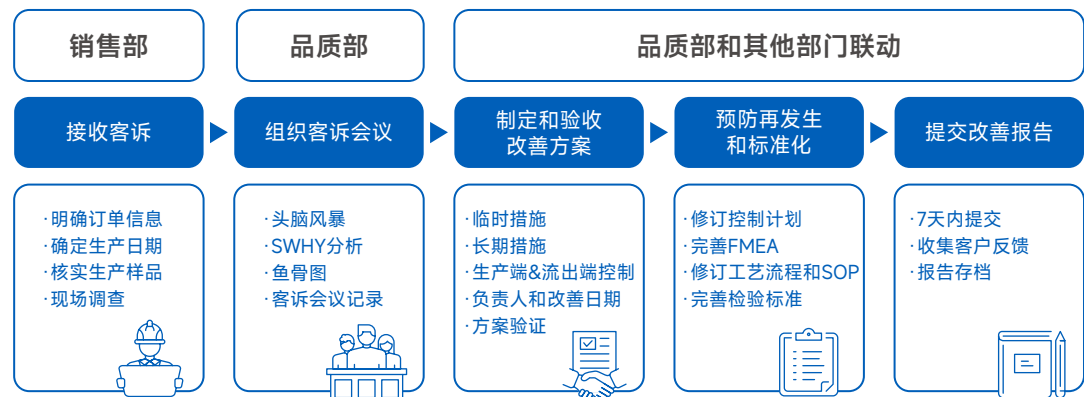 销售部
品质部
品质部和其他部门联动
接收客诉
组织客诉会议
制定和验收
改善方案
预防再发生
和标准化
提交改善报告
·明确订单信息
·确定生产日期
·核实生产样品
·现场调查
·头脑风暴
·SWHY分析
·鱼骨图
·客诉会议记录
·临时措施
·长期措施
·生产端&流出端控制
·负责人和改善日期
·方案验证
·修订控制计划
·完善FMEA
·修订工艺流程和SOP
·完善检验标准
·7天内提交
·收集客户反馈
·报告存档